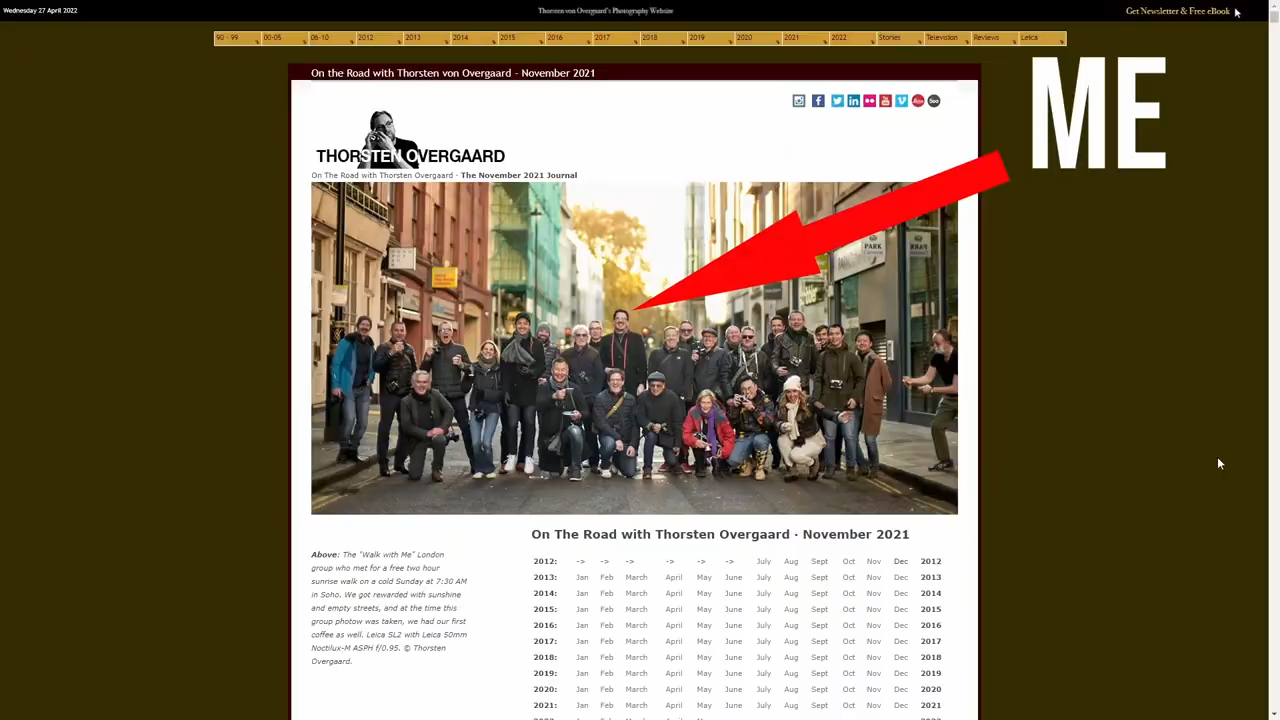 Wednesday 27 April 2022
Thorsten von Overgaard's Photography Website
Get Newsletter & Free eBook
90 - 99 00-05 06-10 2012 2013 2014 2015 2016 2017 2018 2019 2020 2021 2022 Stories Television Reviews Leica
On the Road with Thorsten von Overgaard - November 2021
ME
THORSTEN OVERGAARD
On The Road with Thorsten Overgaard - The November 2021 Journal
PARK
On The Road with Thorsten Overgaard · November 2021
Above: The "Walk with Me" London
group who met for a free two hour
sunrise walk on a cold Sunday at 7:30 AM
in Soho. We got rewarded with sunshine
and empty streets, and at the time this
group photow was taken, we had our first
coffee as well. Leica SL2 with Leica 50mm
Noctilux-M ASPH f/0.95. © Thorsten
Overgaard.
2012: -> -> -> -> -> -> July Aug Sept Oct Nov Dec 2012
2013: Jan Feb March April May June July Aug Sept Oct Nov Dec 2013
2014: Jan Feb March April May June July Aug Sept Oct Nov Dec 2014
2015: Jan Feb March April May June July Aug Sept Oct Nov Dec 2015
2016: Jan Feb March April May June July Aug Sept Oct Nov Dec 2016
2017: Jan Feb March April May June July Aug Sept Oct Nov Dec 2017
2018: Jan Feb March April May June July Aug Sept Oct Nov Dec 2018
2019: Jan Feb March April May June July Aug Sept Oct Nov Dec 2019
2020: Jan Feb March April May June July Aug Sept Oct Nov Dec 2020
2021: Jan Feb March April May June July Aug Sept Oct Nov Dec 2021